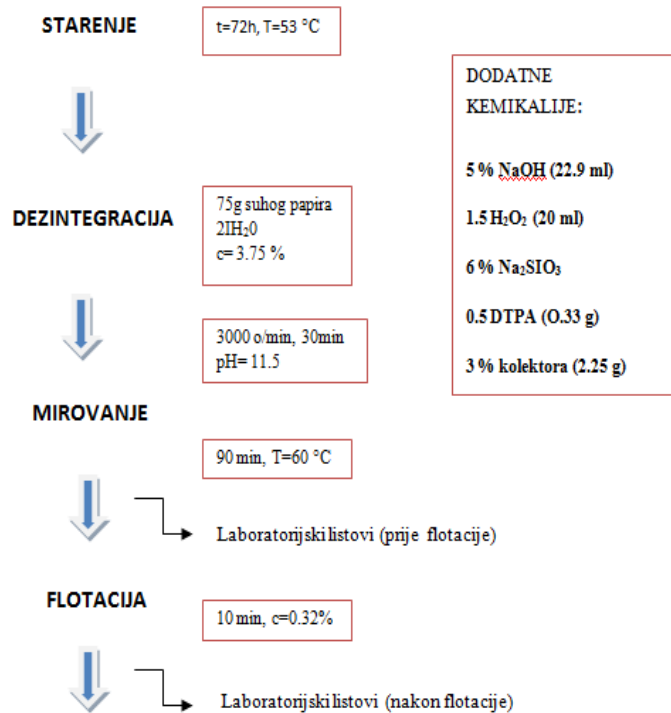 STARENJE
t=72h, T=53 °C
DODATNE
KEMIKALIJE:
5 % NaOH (22.9 ml)
1.5 H₂O₂ (20 ml)
6 % Na₂SIO₃
0.5 DTPA (O.33 g)
3 % kolektora (2.25 g)
DEZINTEGRACIJA
75g suhog papira
2IH₂0
c= 3.75 %
3000 o/min, 30min
pH= 11.5
MIROVANJE
90 min, T=60 °C
Laboratorijski listovi (prije flotacije)
FLOTACIJA
10 min, c=0.32%
Laboratorijski listovi (nakon flotacije)